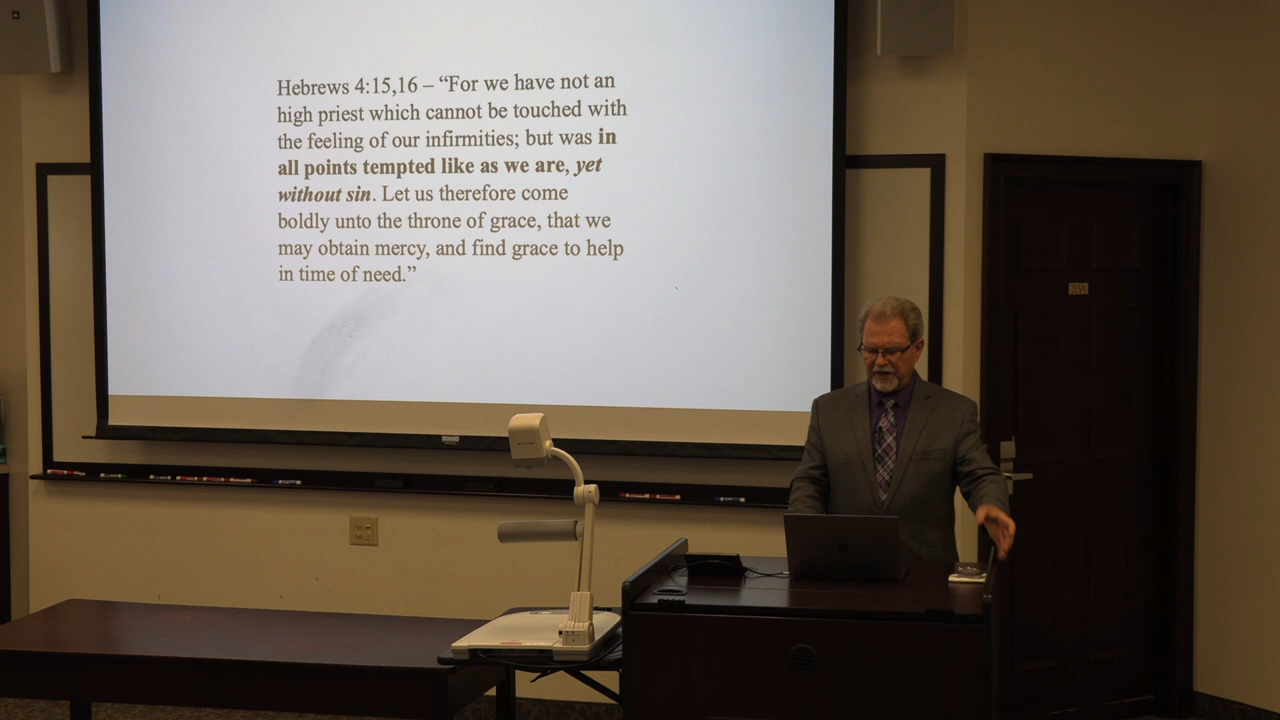 Hebrews 4:15,16 – “For we have not an
high priest which cannot be touched with
the feeling of our infirmities; but was in
all points tempted like as we are, yet
without sin. Let us therefore come
boldly unto the throne of grace, that we
may obtain mercy, and find grace to help
in time of need.”